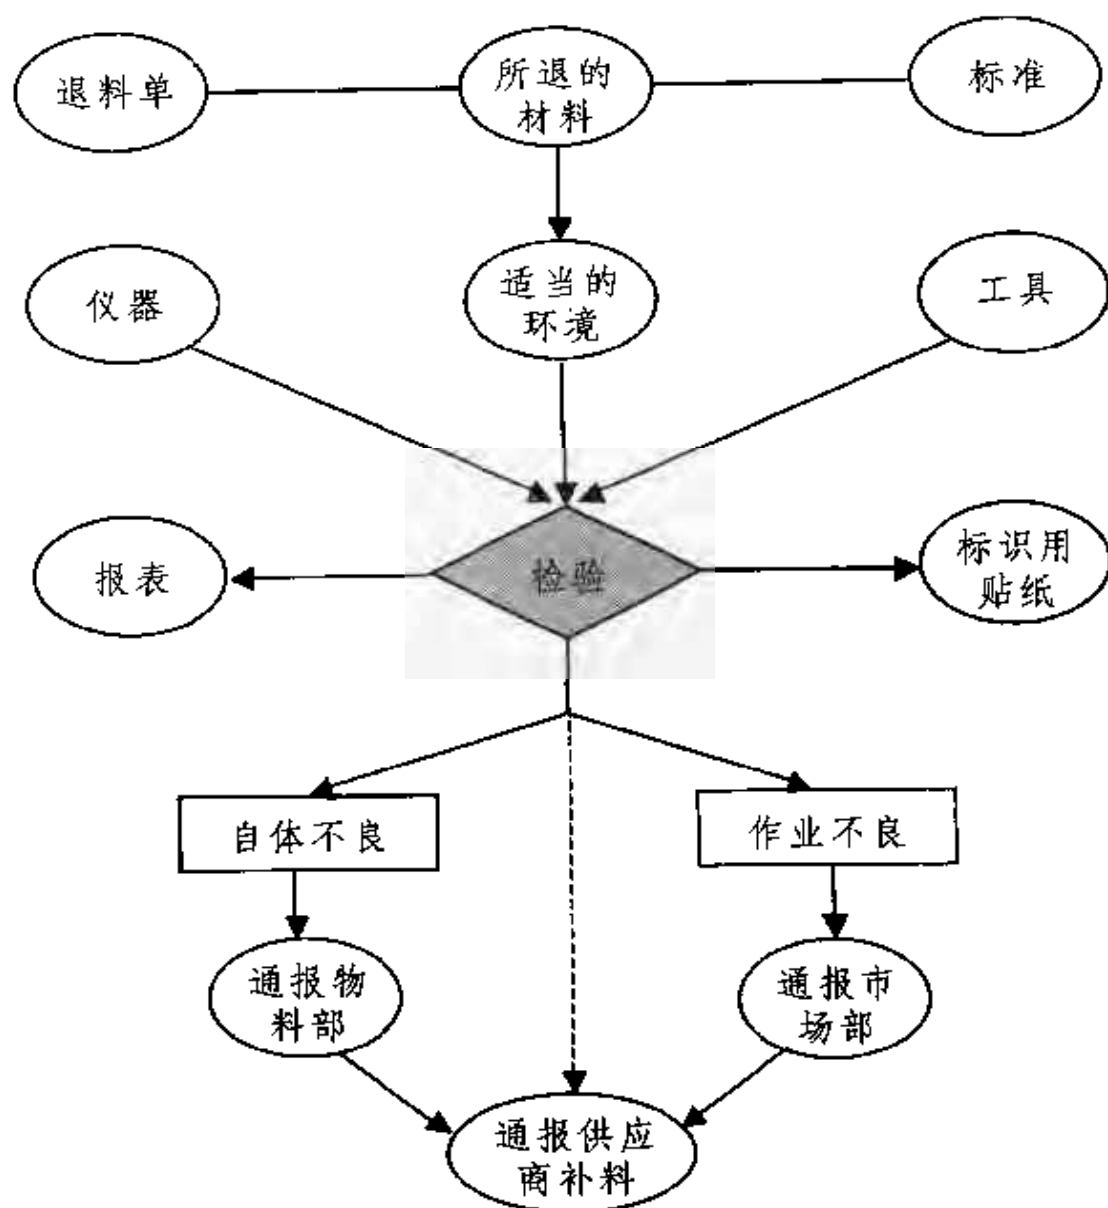 退料单
所退的
材料
标准
仪器
适当的
环境
工具
报表
检验
标识用
贴纸
自体不良
作业不良
通报物
料部
通报市
场部
通报供应
商补料